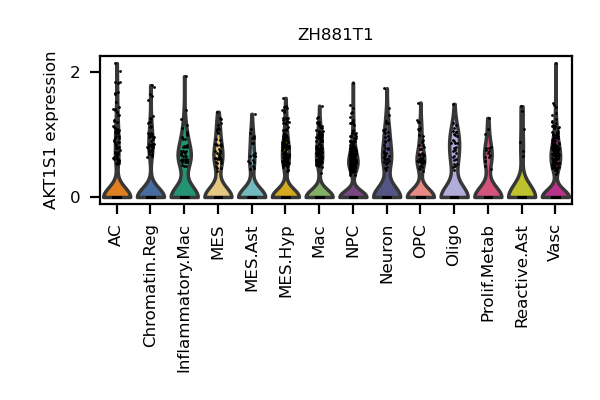 ZH881T1
AKT1S1 expression
2
0
AC
Chromatin.Reg
Inflammatory.Mac
MES
MES.Ast
MES.Hyp
Mac
NPC
Neuron
OPC
Oligo
Prolif.Metab
Reactive.Ast
Vasc